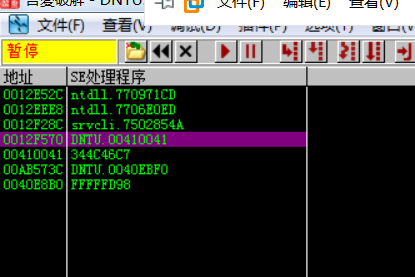 吾爱破解 - DNTU
文件(F) 编辑(E) 查看(V)
文件(F) 查看(V) 调试(D) 插件(P) 选项(T) 窗口(W
暂停
地址 SE处理程序
0012E52C ntdll.770971CD
0012EEE8 ntdll.7706E0ED
0012F28C srvcli.7502854A
0012F570 DNTU.00410041
00410041 344C46C7
00AB573C DNTU.0040EBF0
0040E8B0 FFFFFD98